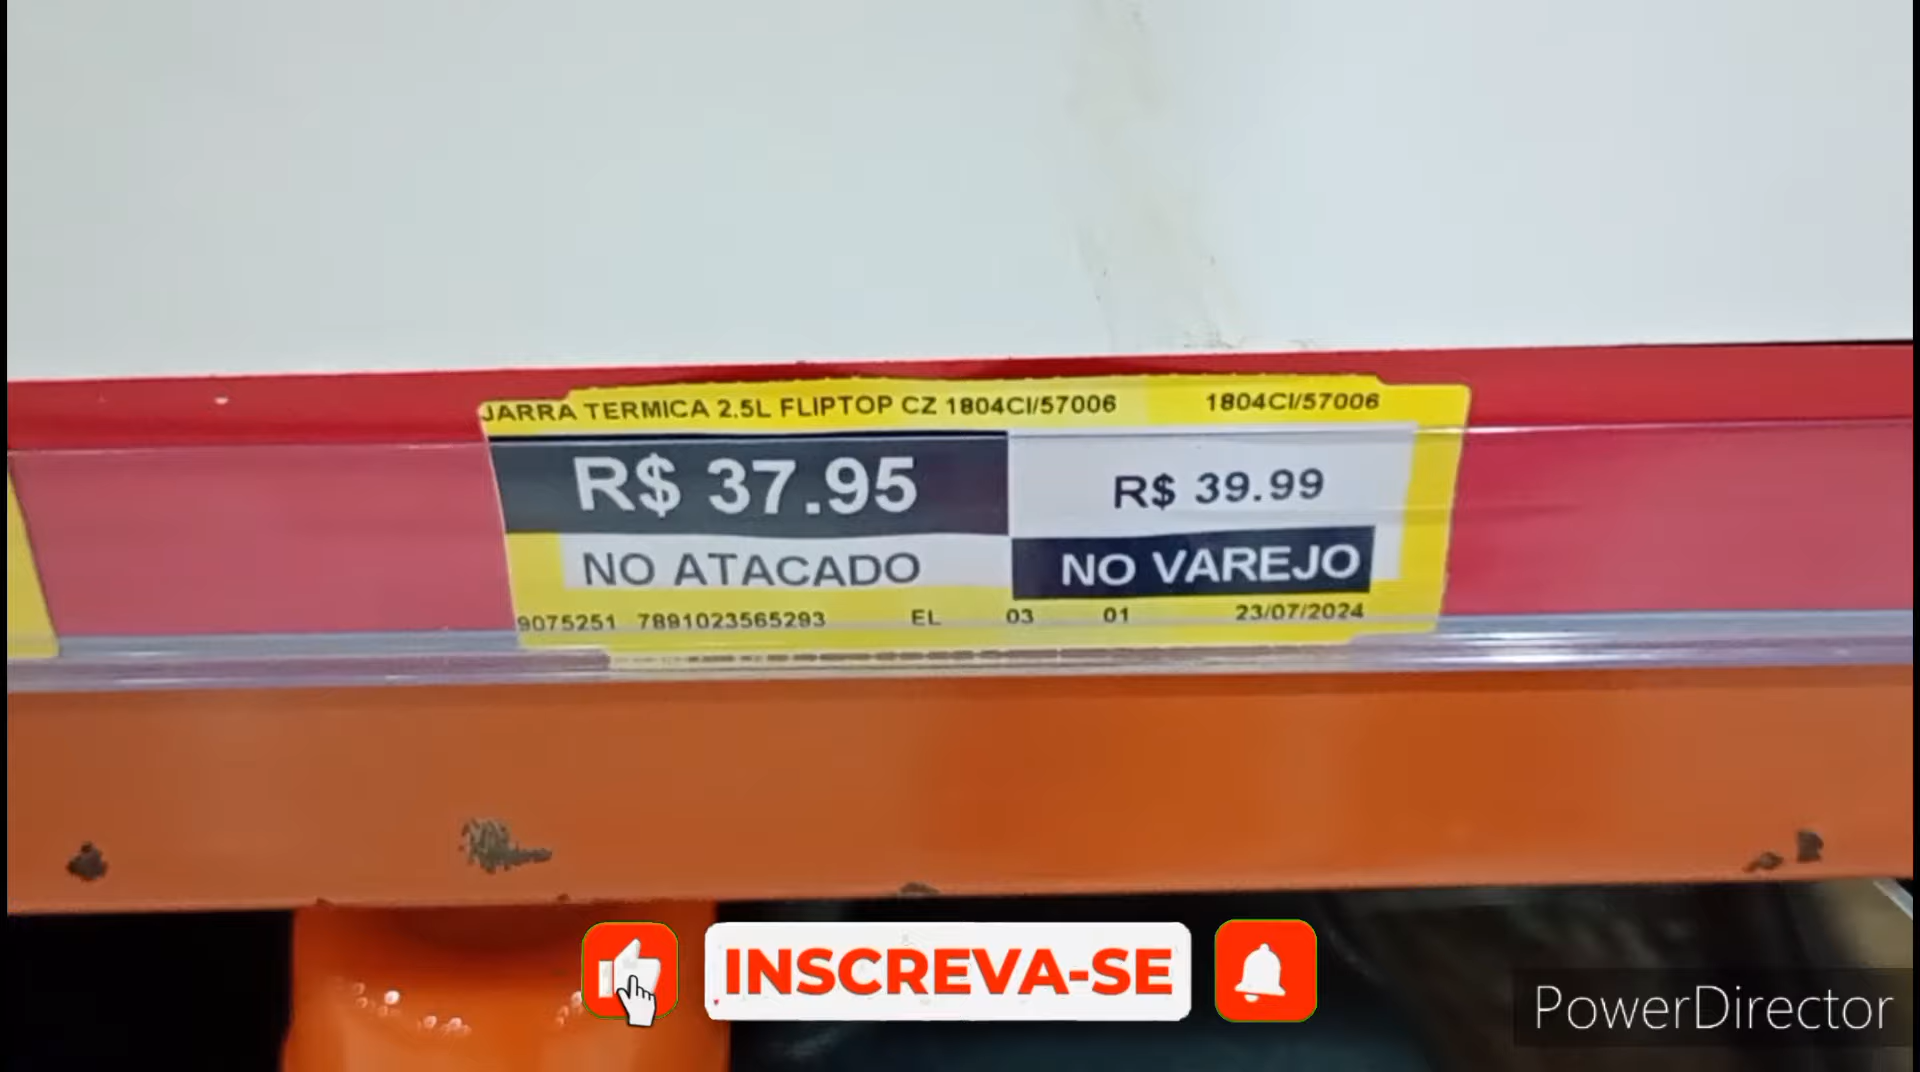 JARRA TERMICA 2.5L FLIPTOP CZ 1804CI/57006 1804CI/57006
R$ 37.95 R$ 39.99
NO ATACADO NO VAREJO
9075251 7891023565293 EL 03 01 23/07/2024
INSCREVA-SE
PowerDirector